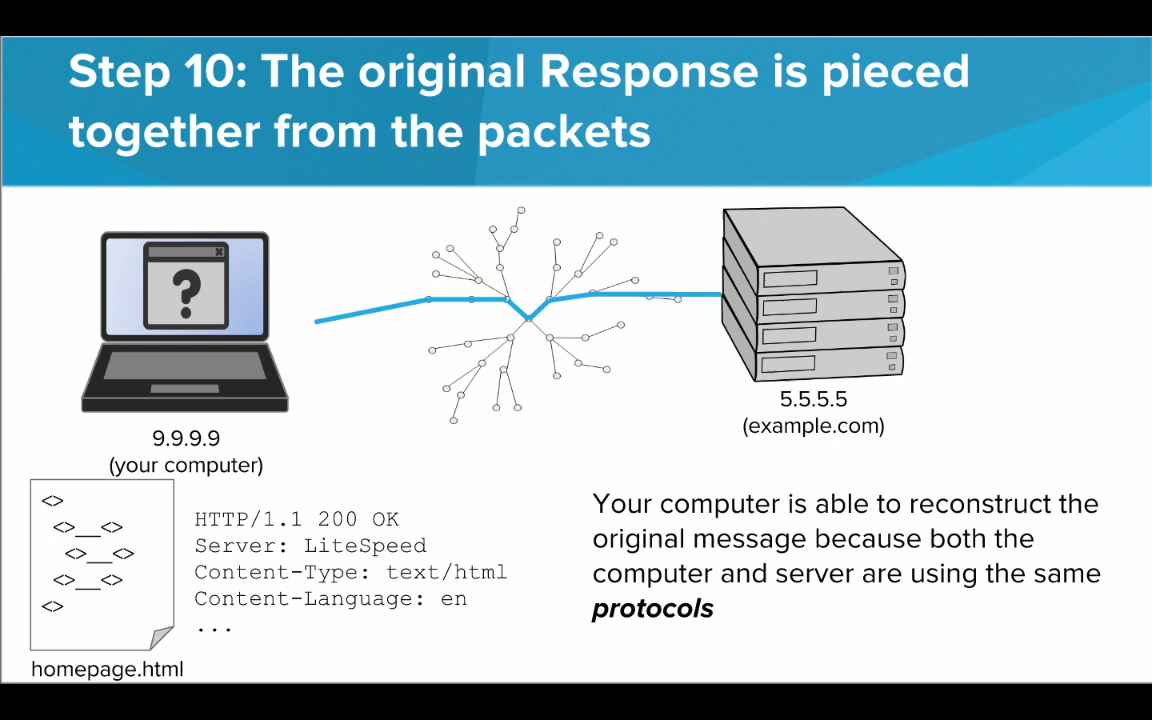 Step 10: The original Response is pieced
together from the packets
?
9.9.9.9
(your computer)
5.5.5.5
(example.com)
<>
<>__<>
<>__<>
<>__<>
<>
homepage.html
HTTP/1.1 200 OK
Server: LiteSpeed
Content-Type: text/html
Content-Language: en
...
Your computer is able to reconstruct the
original message because both the
computer and server are using the same
protocols